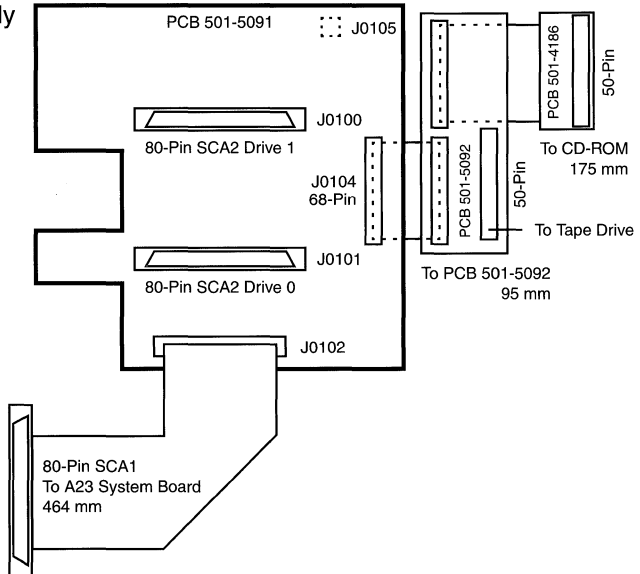 PCB 501-5091
J0105
J0100
80-Pin SCA2 Drive 1
J0104
68-Pin
J0101
80-Pin SCA2 Drive 0
J0102
80-Pin SCA1
To A23 System Board
464 mm
PCB 501-5092
50-Pin
To Tape Drive
To PCB 501-5092
95 mm
PCB 501-4186
50-Pin
To CD-ROM
175 mm